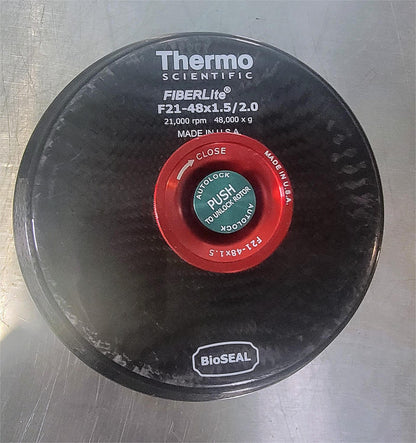 Thermo
SCIENTIFIC
FIBERLite®
F21-48x1.5/2.0
21,000 rpm 48,000 x g
MADE IN U.S.A.
CLOSE
MADE IN U.S.A.
AUTOLOCK
PUSH
TO UNLOCK ROTOR
AUTOLOCK
F21-48x1.5
BioSEAL